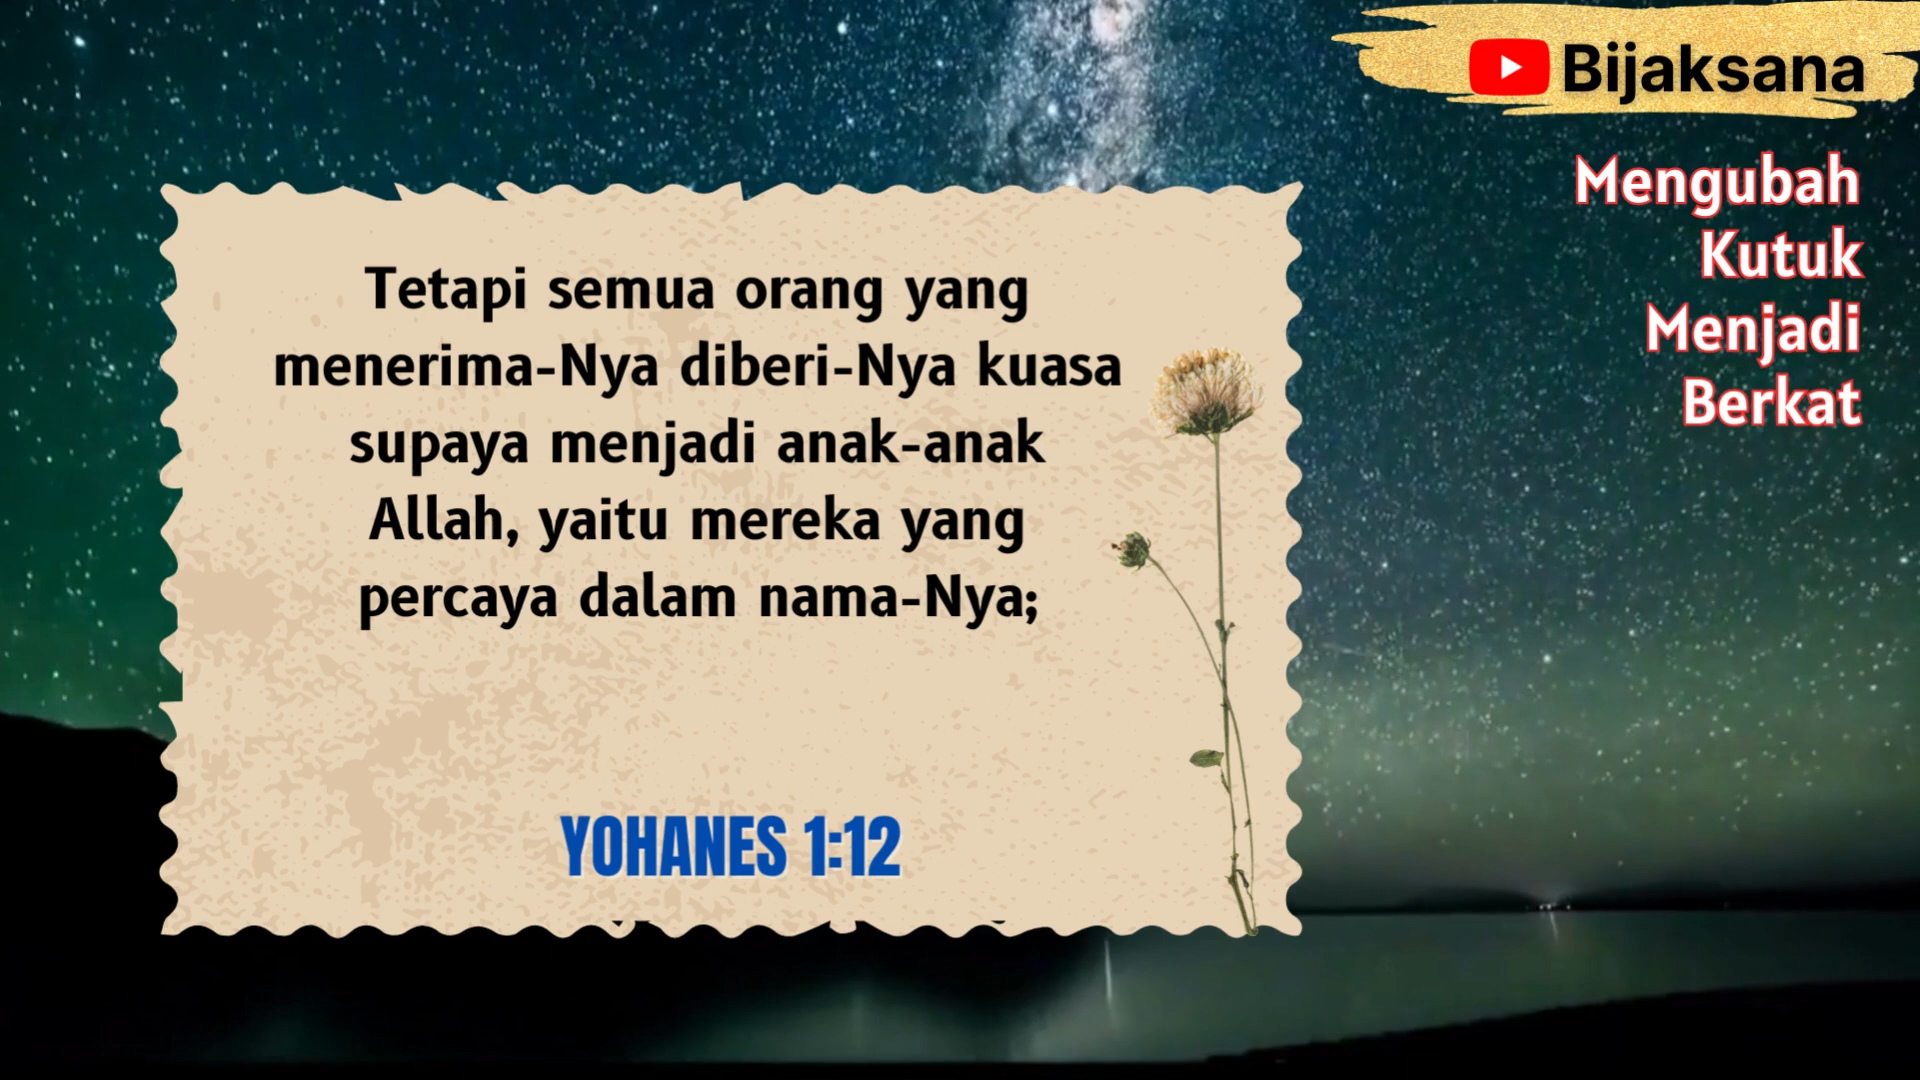 Bijaksana
Mengubah
Kutuk
Menjadi
Berkat
Tetapi semua orang yang
menerima-Nya diberi-Nya kuasa
supaya menjadi anak-anak
Allah, yaitu mereka yang
percaya dalam nama-Nya;
YOHANES 1:12